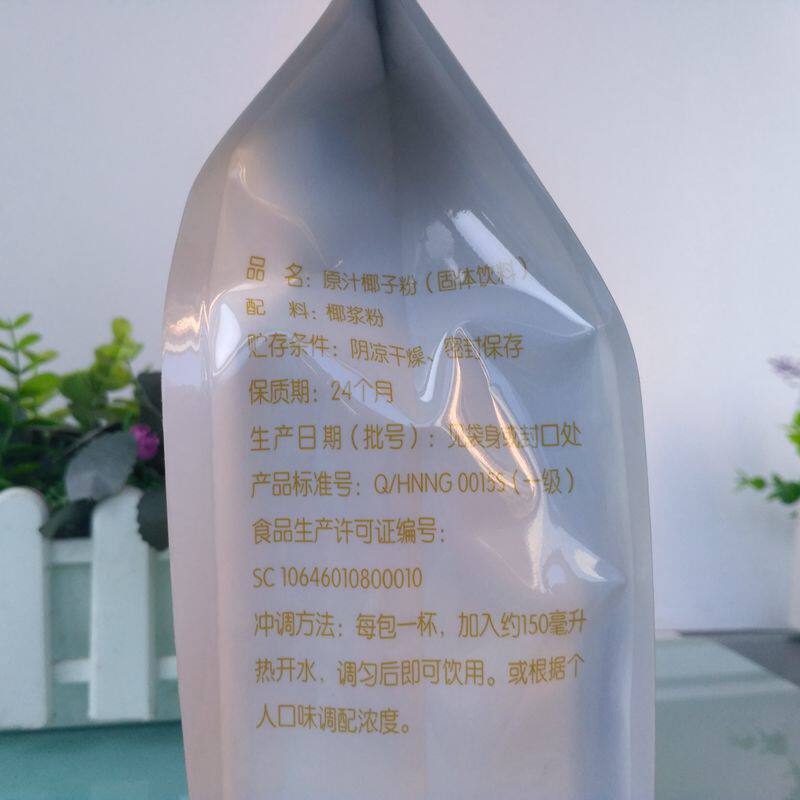 品 名：原汁椰子粉（固体饮料）
配 料：椰浆粉
贮存条件：阴凉干燥、密封保存
保质期：24个月
生产日期（批号）：见袋身或封口处
产品标准号：Q/HNNG 0015S（一级）
食品生产许可证编号：
SC 10646010800010
冲调方法：每包一杯，加入约150毫升
热开水，调匀后即可饮用。或根据个
人口味调配浓度。